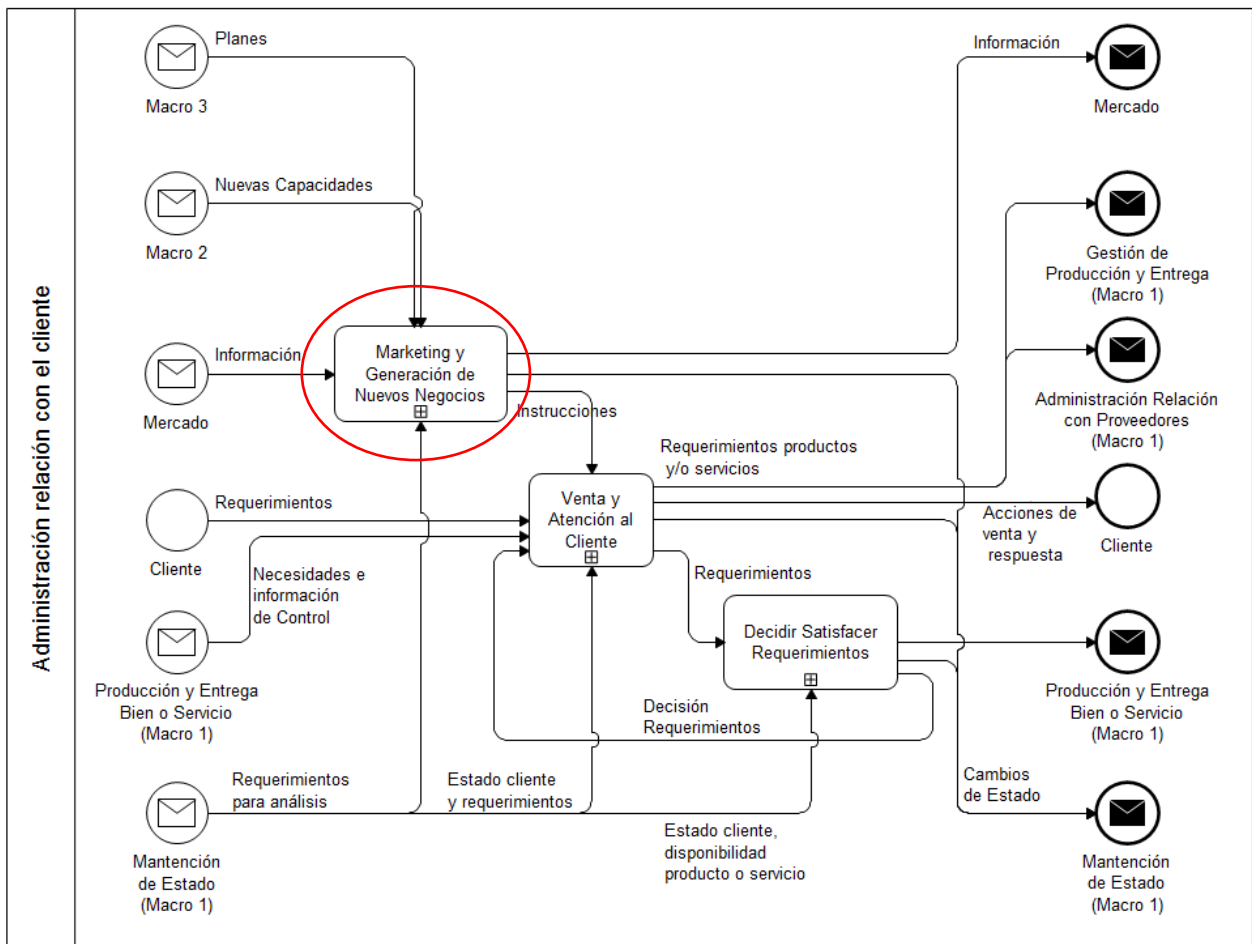 Administración relación con el cliente
Planes
Macro 3
Nuevas Capacidades
Macro 2
Información
Mercado
Marketing y
Generación de
Nuevos Negocios
Instrucciones
Requerimientos
Cliente
Necesidades e
información
de Control
Producción y Entrega
Bien o Servicio
(Macro 1)
Requerimientos
para análisis
Mantención
de Estado
(Macro 1)
Venta y
Atención al
Cliente
Requerimientos productos
y/o servicios
Requerimientos
Decidir Satisfacer
Requerimientos
Decisión
Requerimientos
Estado cliente
y requerimientos
Estado cliente,
disponibilidad
producto o servicio
Información
Mercado
Gestión de
Producción y Entrega
(Macro 1)
Administración Relación
con Proveedores
(Macro 1)
Acciones de
venta y
respuesta
Cliente
Producción y Entrega
Bien o Servicio
(Macro 1)
Cambios
de Estado
Mantención
de Estado
(Macro 1)